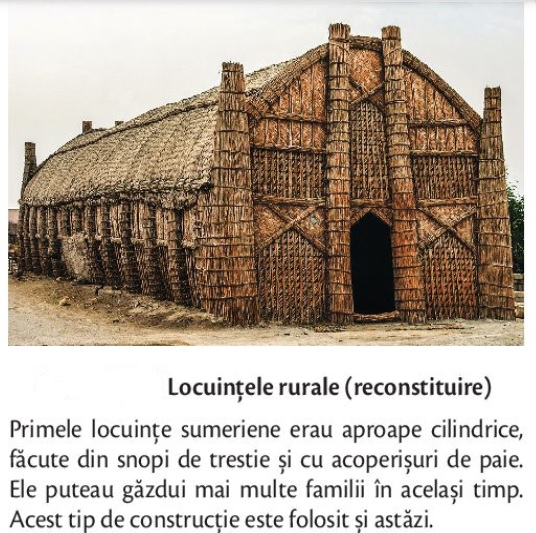 Locuințele rurale (reconstituire)
Primele locuințe sumeriene erau aproape cilindrice,
făcute din snopi de trestie și cu acoperișuri de paie.
Ele puteau găzdui mai multe familii în același timp.
Acest tip de construcție este folosit și astăzi.